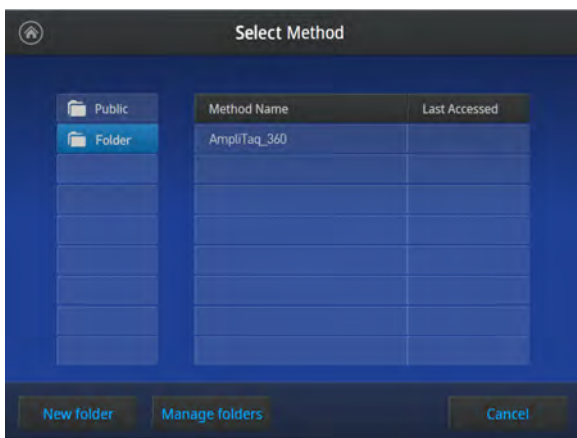 Select Method
Public
Method Name Last Accessed
Folder
AmpliTaq_360
New folder Manage folders Cancel